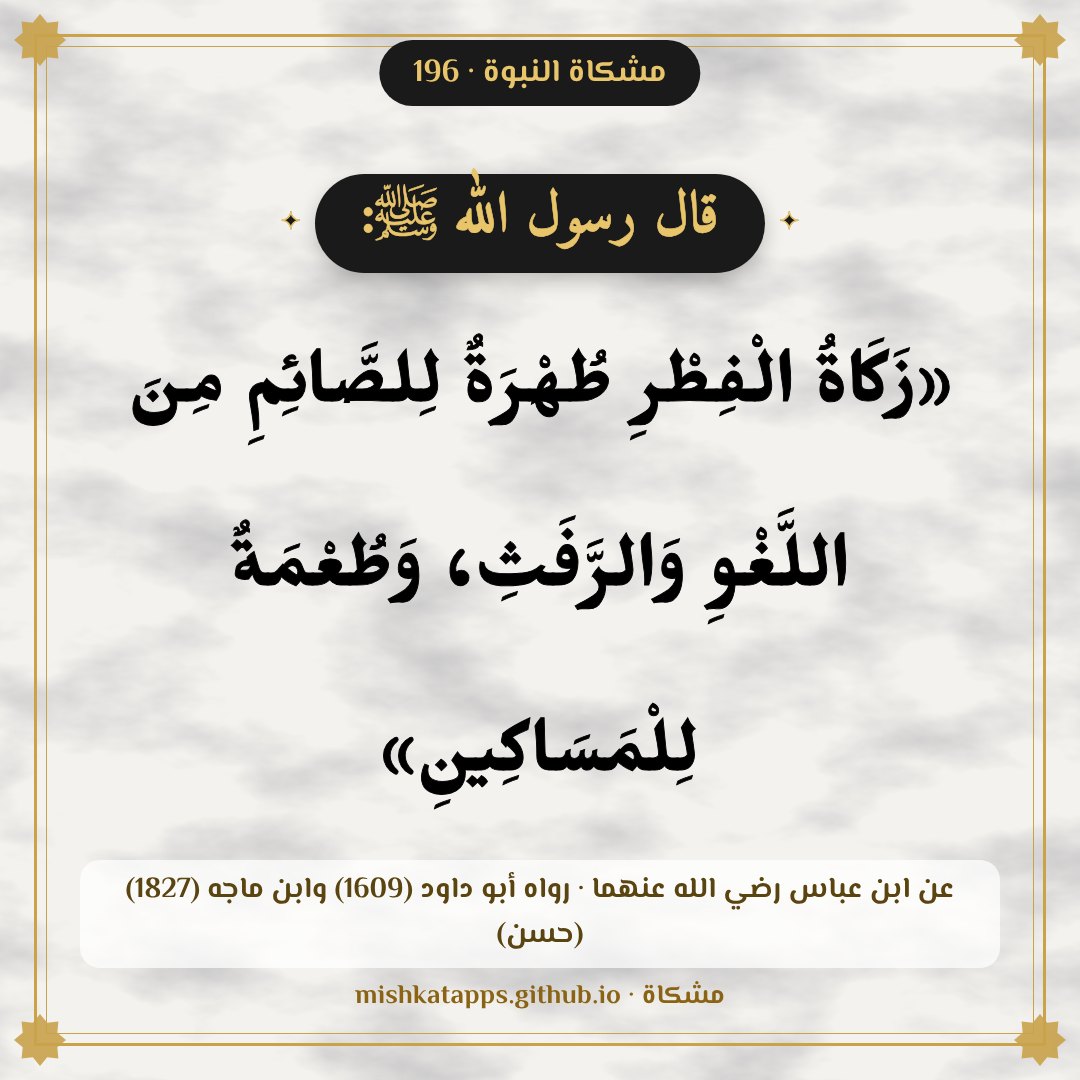 مشكاة النبوة · 196
قال رسول الله ﷺ:
«زَكَاةُ الْفِطْرِ طُهْرَةٌ لِلصَّائِمِ مِنَ
اللَّغْوِ وَالرَّفَثِ، وَطُعْمَةٌ
لِلْمَسَاكِينِ»
عن ابن عباس رضي الله عنهما · رواه أبو داود (1609) وابن ماجه (1827)
(حسن)
مشكاة · mishkatapps.github.io